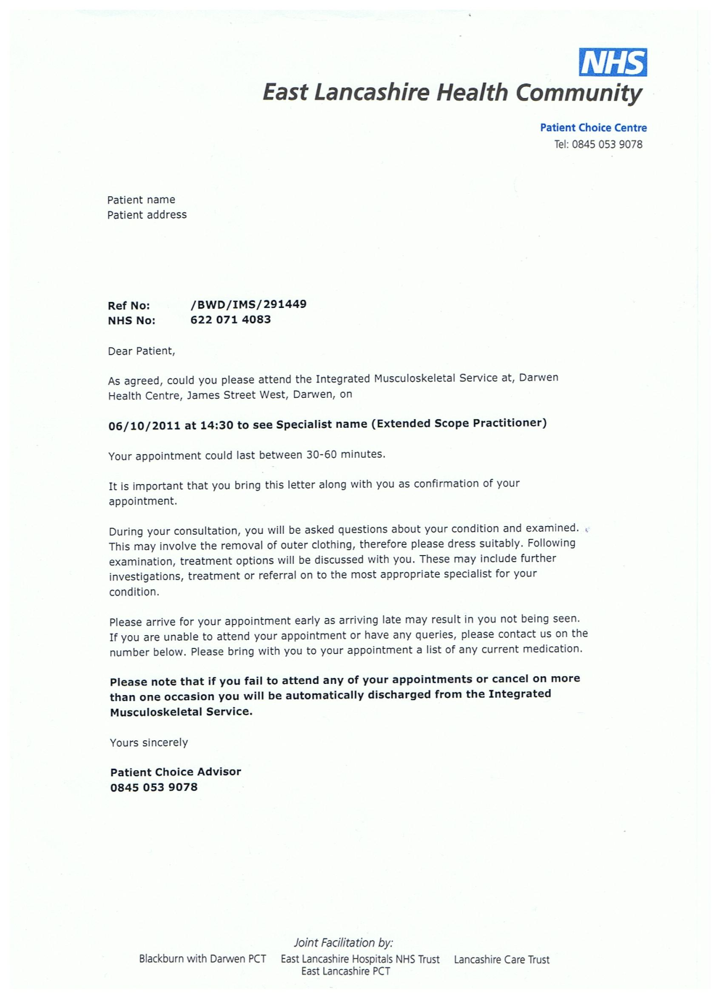 NHS
East Lancashire Health Community
Patient Choice Centre
Tel: 0845 053 9078
Patient name
Patient address
Ref No: /BWD/IMS/291449
NHS No: 622 071 4083
Dear Patient,
As agreed, could you please attend the Integrated Musculoskeletal Service at, Darwen
Health Centre, James Street West, Darwen, on
06/10/2011 at 14:30 to see Specialist name (Extended Scope Practitioner)
Your appointment could last between 30-60 minutes.
It is important that you bring this letter along with you as confirmation of your
appointment.
During your consultation, you will be asked questions about your condition and examined.
This may involve the removal of outer clothing, therefore please dress suitably. Following
examination, treatment options will be discussed with you. These may include further
investigations, treatment or referral on to the most appropriate specialist for your
condition.
Please arrive for your appointment early as arriving late may result in you not being seen.
If you are unable to attend your appointment or have any queries, please contact us on the
number below. Please bring with you to your appointment a list of any current medication.
Please note that if you fail to attend any of your appointments or cancel on more
than one occasion you will be automatically discharged from the Integrated
Musculoskeletal Service.
Yours sincerely
Patient Choice Advisor
0845 053 9078
Joint Facilitation by:
Blackburn with Darwen PCT East Lancashire Hospitals NHS Trust Lancashire Care Trust
East Lancashire PCT